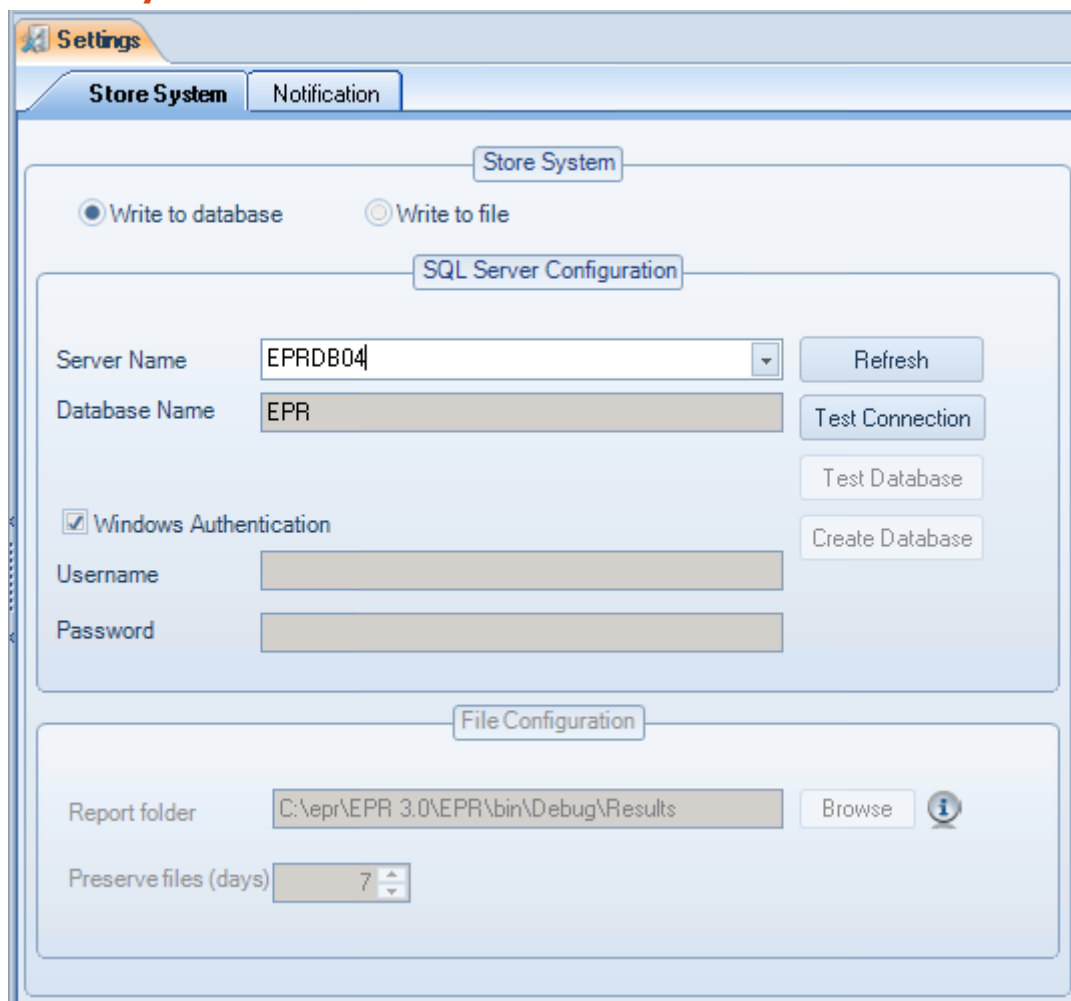 Settings
Store System Notification
Store System
Write to database Write to file
SQL Server Configuration
Server Name EPRDB04 Refresh
Database Name EPR Test Connection
Test Database
Windows Authentication
Create Database
Username
Password
File Configuration
Report folder C:\epr\EPR 3.0\EPR\bin\Debug\Results Browse
Preserve files (days) 7